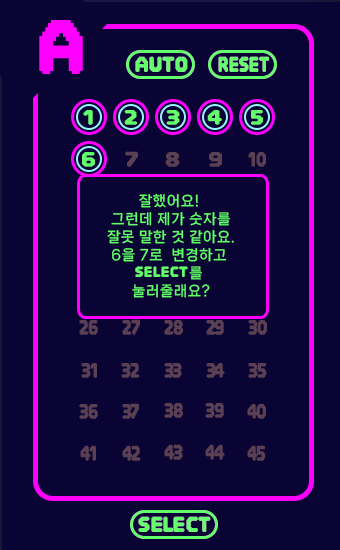 A
AUTO RESET
1 2 3 4 5
6 7 8 9 10
잘했어요!
그런데 제가 숫자를
잘못 말한 것 같아요.
6을 7로 변경하고
SELECT를
눌러줄래요?
26 27 28 29 30
31 32 33 34 35
36 37 38 39 40
41 42 43 44 45
SELECT